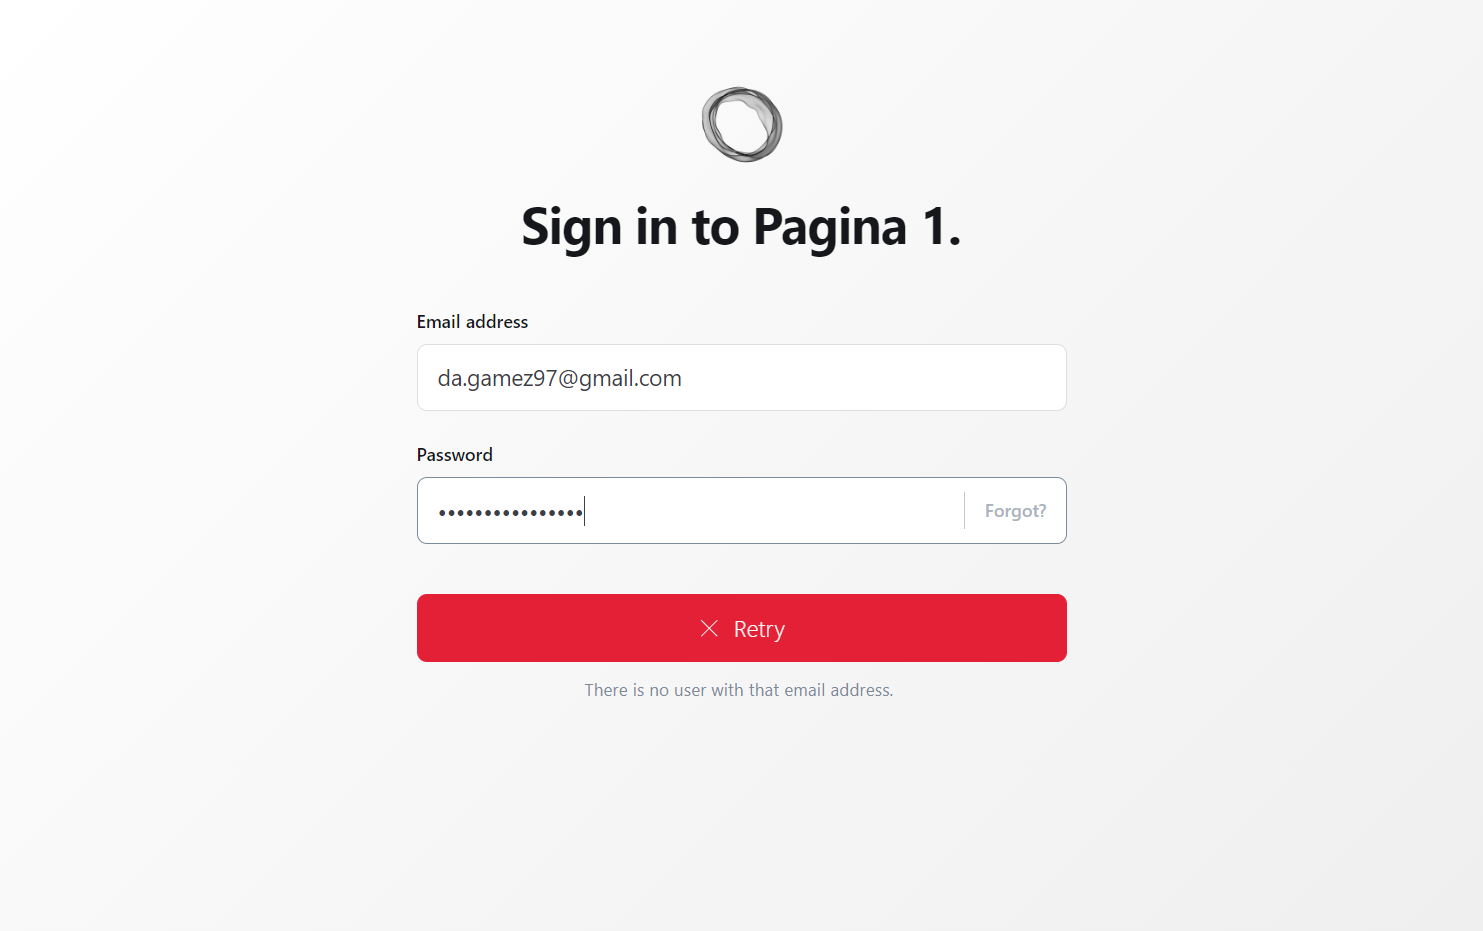 Sign in to Pagina 1.
Email address
da.gamez97@gmail.com
Password
••••••••••••••••
Forgot?
Retry
There is no user with that email address.